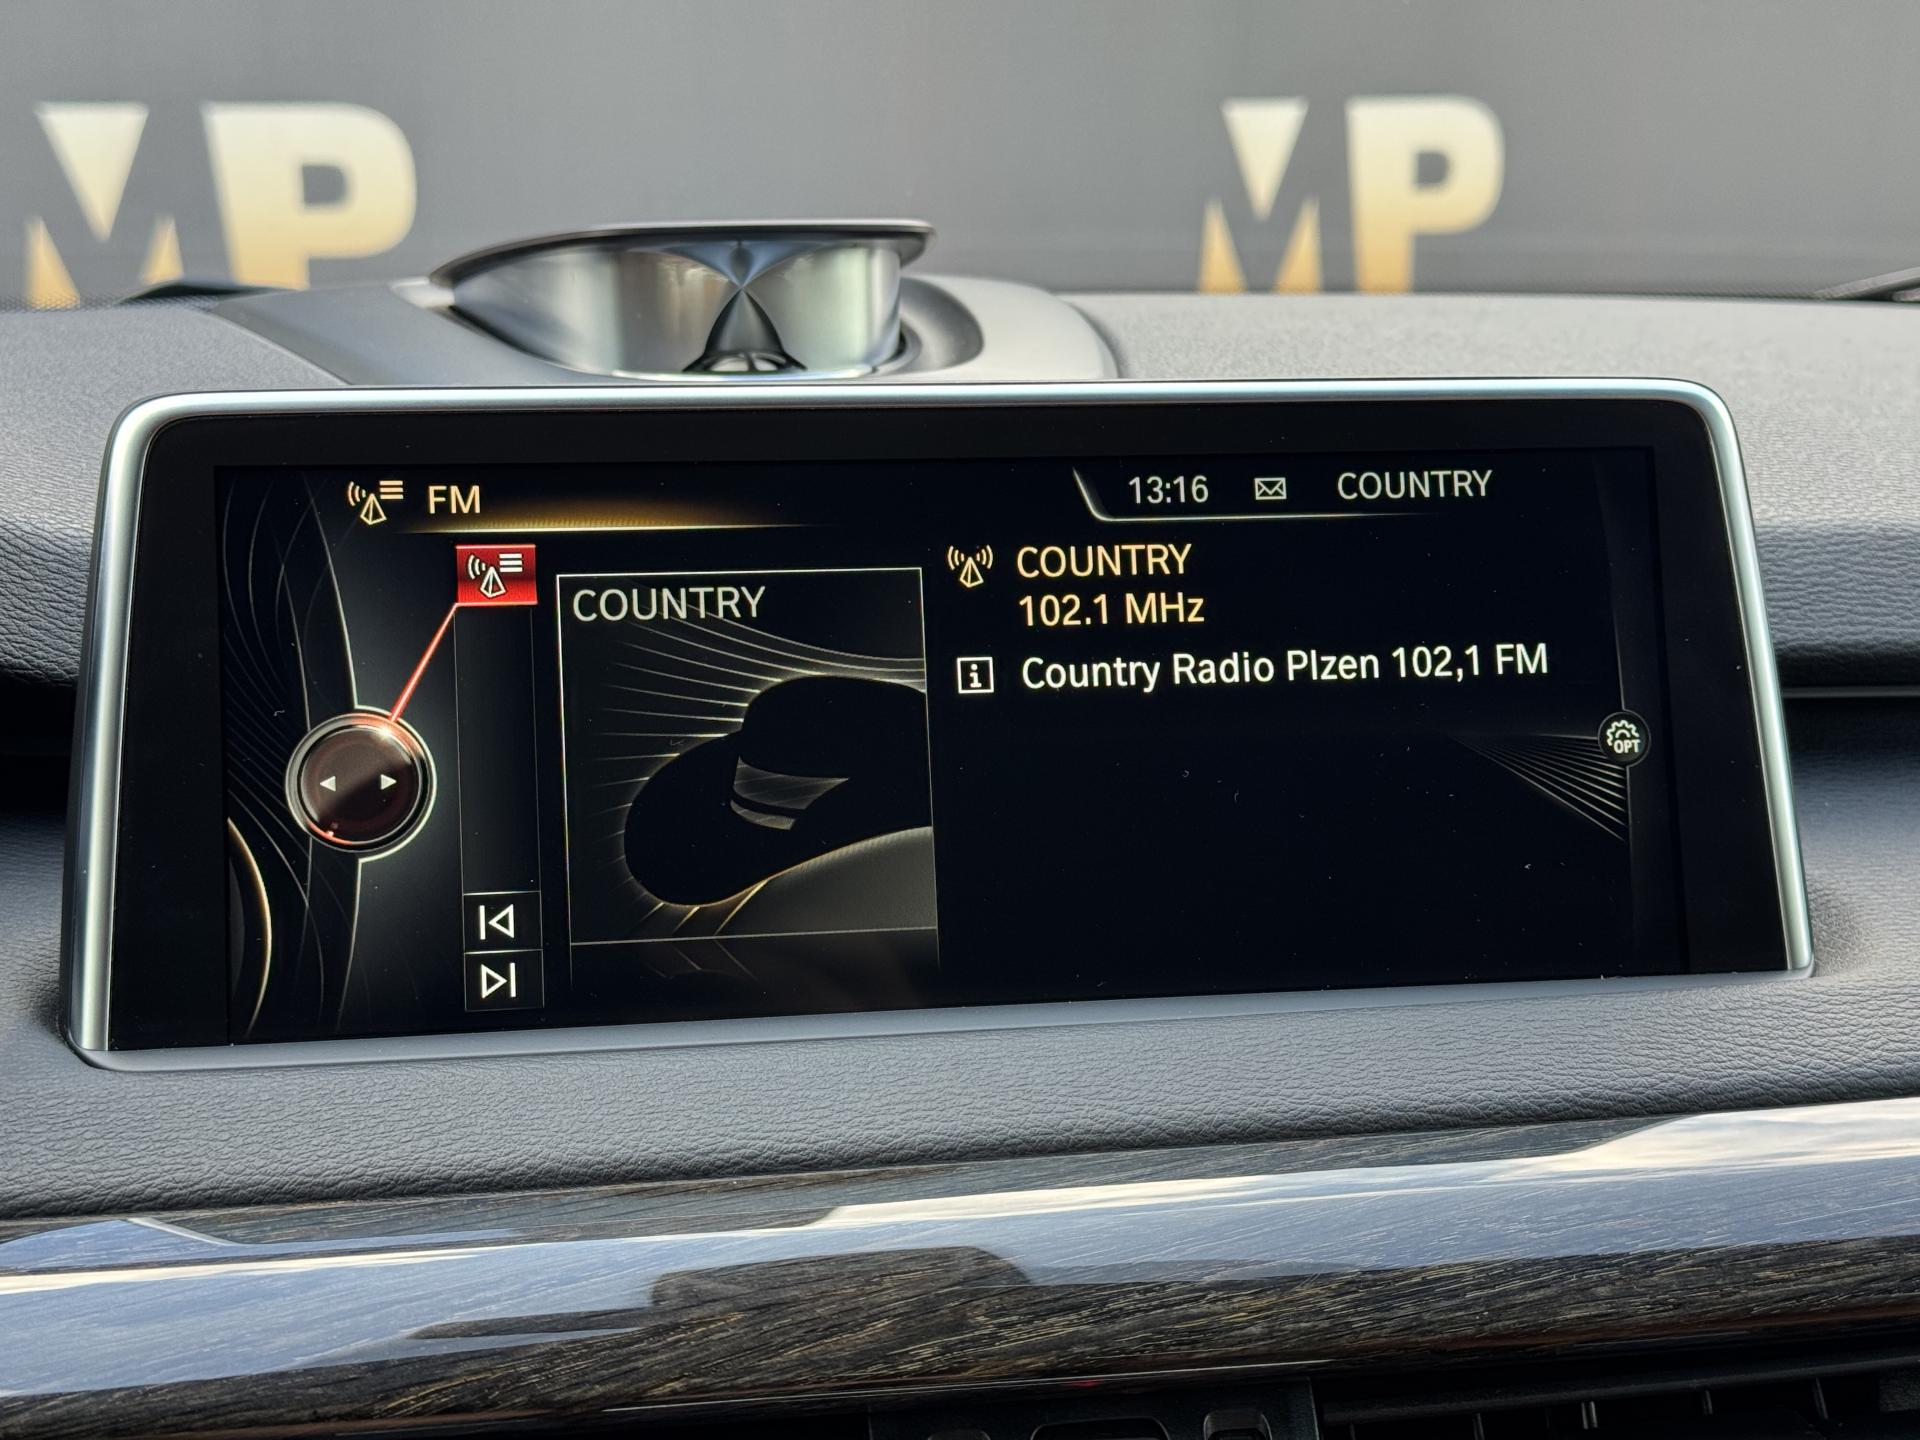 MP
MP
FM
13:16
COUNTRY
COUNTRY
COUNTRY
102.1 MHz
Country Radio Plzen 102,1 FM
OPT